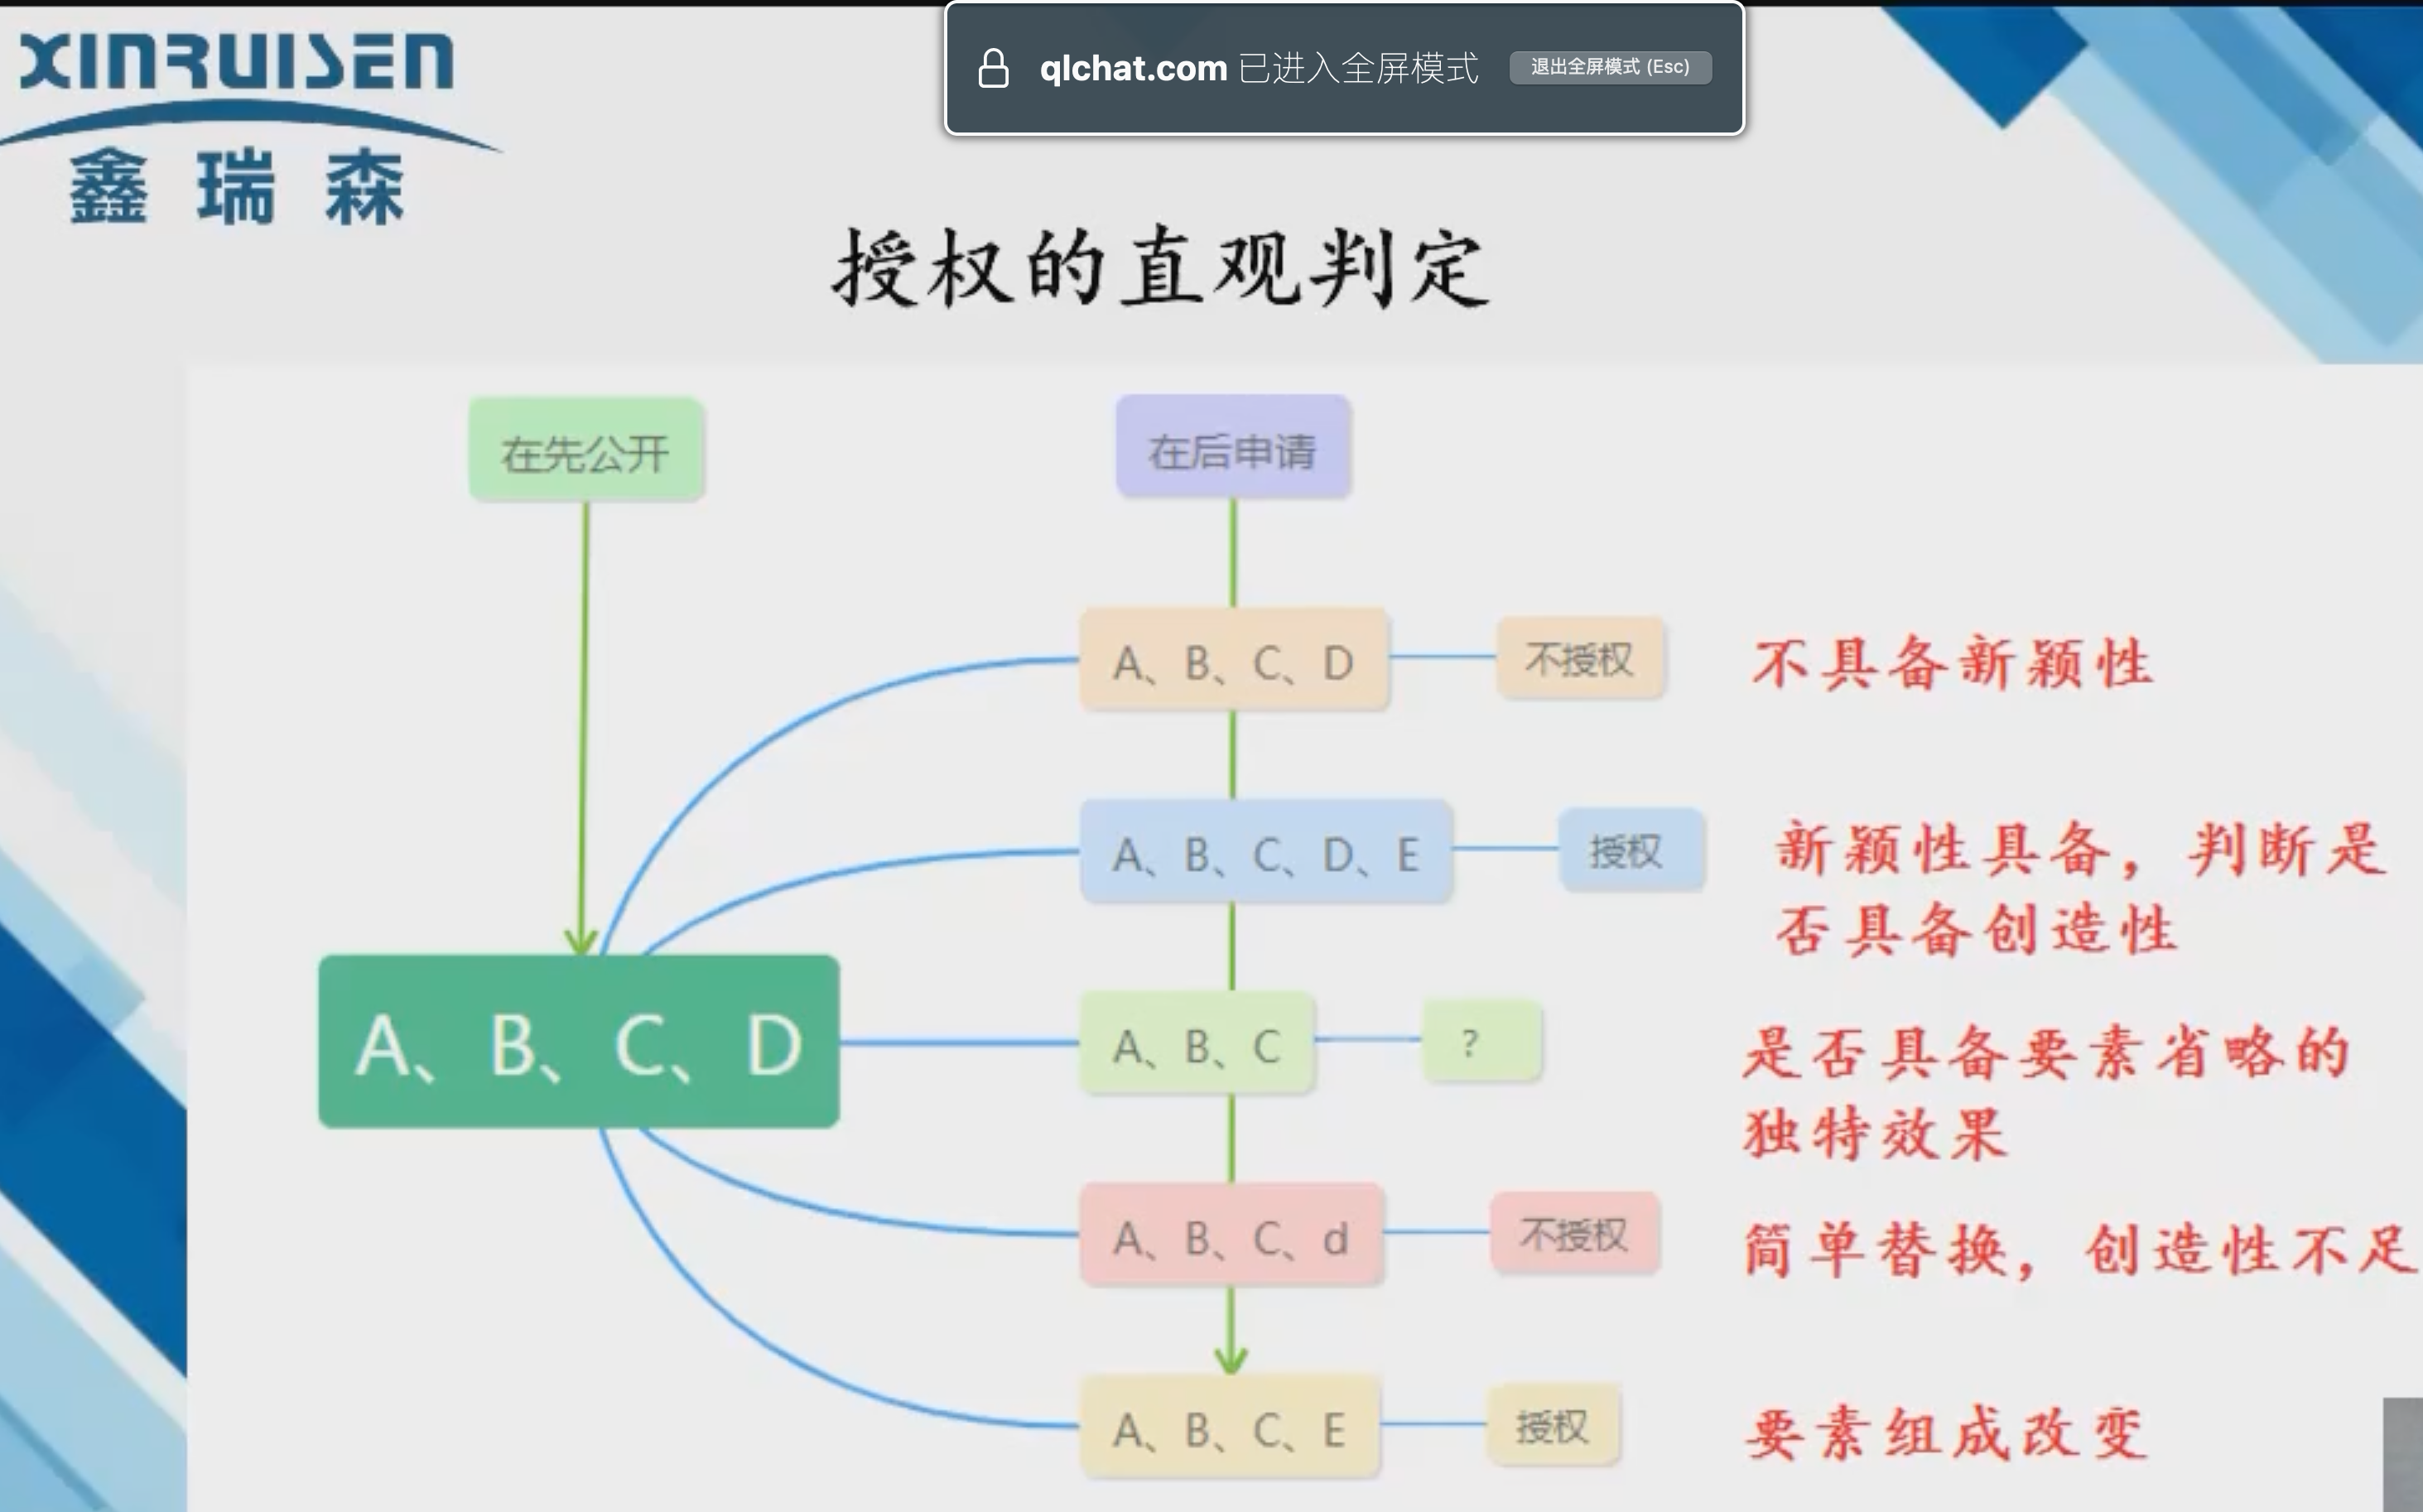 XINRUISEN
鑫瑞森
qlchat.com 已进入全屏模式 退出全屏模式 (Esc)
授权的直观判定
在先公开
在后申请
A、B、C、D
A、B、C、D
不授权
不具备新颖性
A、B、C、D、E
授权
新颖性具备，判断是
否具备创造性
A、B、C
?
是否具备要素省略的
独特效果
A、B、C、d
不授权
简单替换，创造性不足
A、B、C、E
授权
要素组成改变